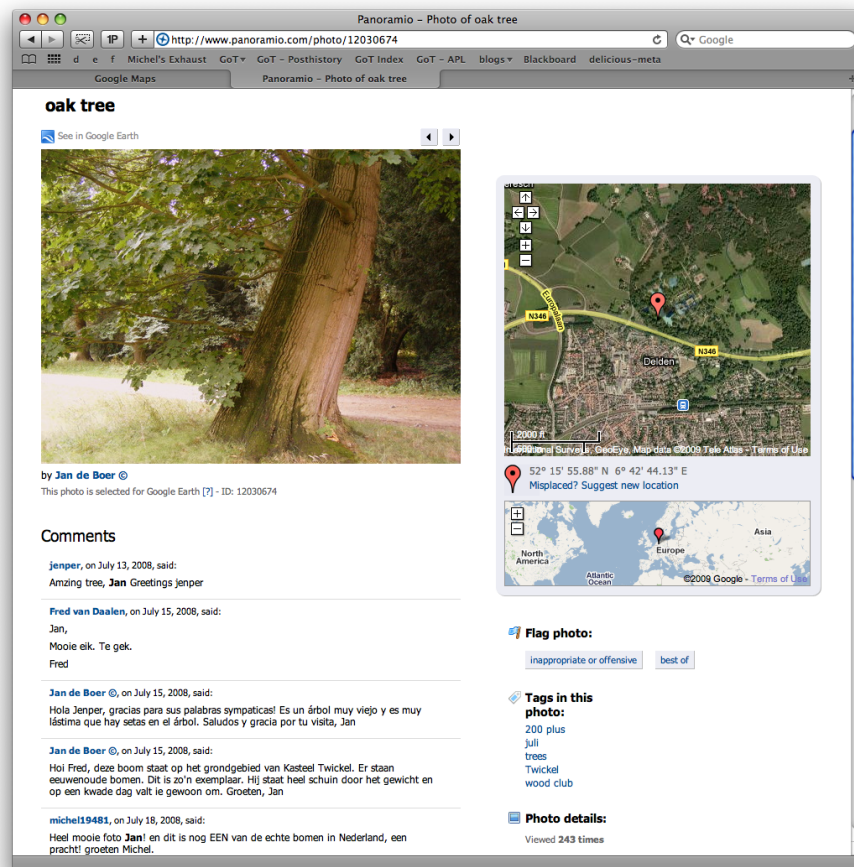 Panoramio – Photo of oak tree
1P
http://www.panoramio.com/photo/12030674
Google
d e f Michel's Exhaust GoT GoT – Posthistory GoT Index GoT – APL blogs Blackboard delicious-meta
Google Maps
Panoramio – Photo of oak tree
oak tree
See in Google Earth
by Jan de Boer ©
This photo is selected for Google Earth [?] - ID: 12030674
Comments
jenper, on July 13, 2008, said:
Amzing tree, Jan Greetings jenper
Fred van Daalen, on July 15, 2008, said:
Jan,
Mooie eik. Te gek.
Fred
Jan de Boer ©, on July 15, 2008, said:
Hola Jenper, gracias para sus palabras sympaticas! Es un árbol muy viejo y es muy
lástima que hay setas en el árbol. Saludos y gracia por tu visita, Jan
Jan de Boer ©, on July 15, 2008, said:
Hoi Fred, deze boom staat op het grondgebied van Kasteel Twickel. Er staan
eeuwenoude bomen. Dit is zo'n exemplaar. Hij staat heel schuin door het gewicht en
op een kwade dag valt ie gewoon om. Groeten, Jan
michel19481, on July 18, 2008, said:
Heel mooie foto Jan! en dit is nog EEN van de echte bomen in Nederland, een
pracht! groeten Michel.
Europalaan
N346
N346
Delden
2000 ft
GeoEye, Map data ©2009 Tele Atlas - Terms of Use
52° 15' 55.88" N 6° 42' 44.13" E
Misplaced? Suggest new location
North
America
Atlantic
Ocean
Europe
Asia
©2009 Google - Terms of Use
Flag photo:
inappropriate or offensive
best of
Tags in this
photo:
200 plus
juli
trees
Twickel
wood club
Photo details:
Viewed 243 times